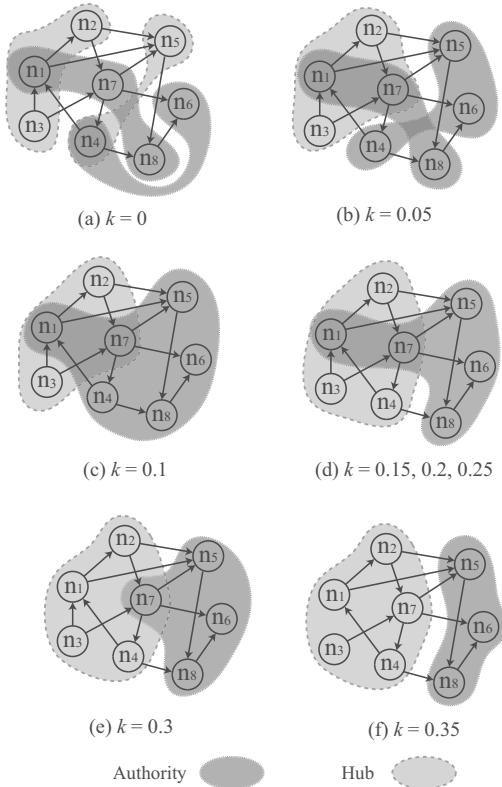 n2
n5
n1
n7
n6
n3
n4
n8
(a) k = 0
n2
n5
n1
n7
n6
n3
n4
n8
(b) k = 0.05
n2
n5
n1
n7
n6
n3
n4
n8
(c) k = 0.1
n2
n5
n1
n7
n6
n3
n4
n8
(d) k = 0.15, 0.2, 0.25
n2
n5
n1
n7
n6
n3
n4
n8
(e) k = 0.3
n2
n5
n1
n7
n6
n3
n4
n8
(f) k = 0.35
Authority Hub